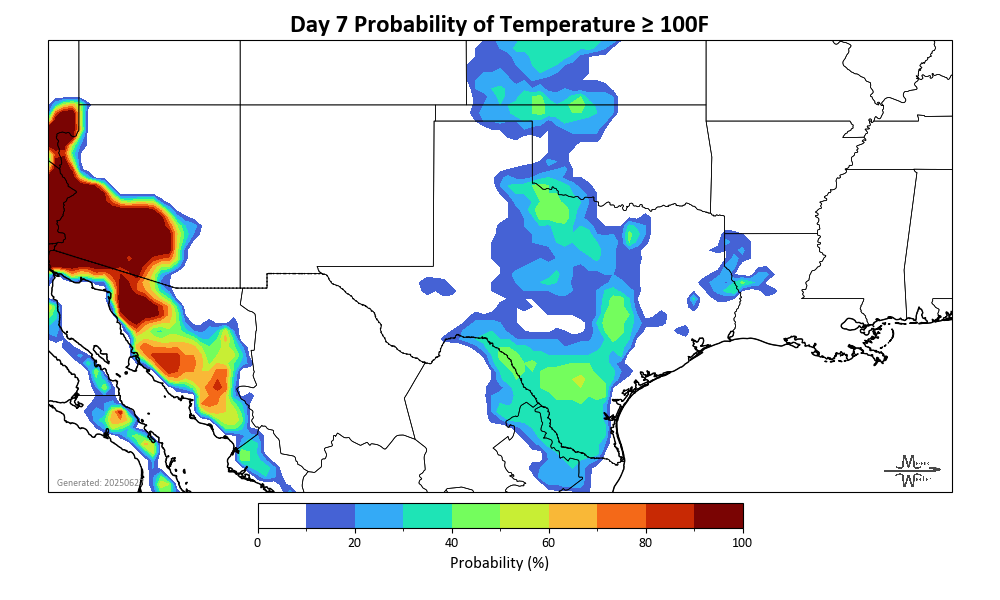 Day 7 Probability of Temperature ≥ 100F
Generated: 2025062
0 20 40 60 80 100
Probability (%)